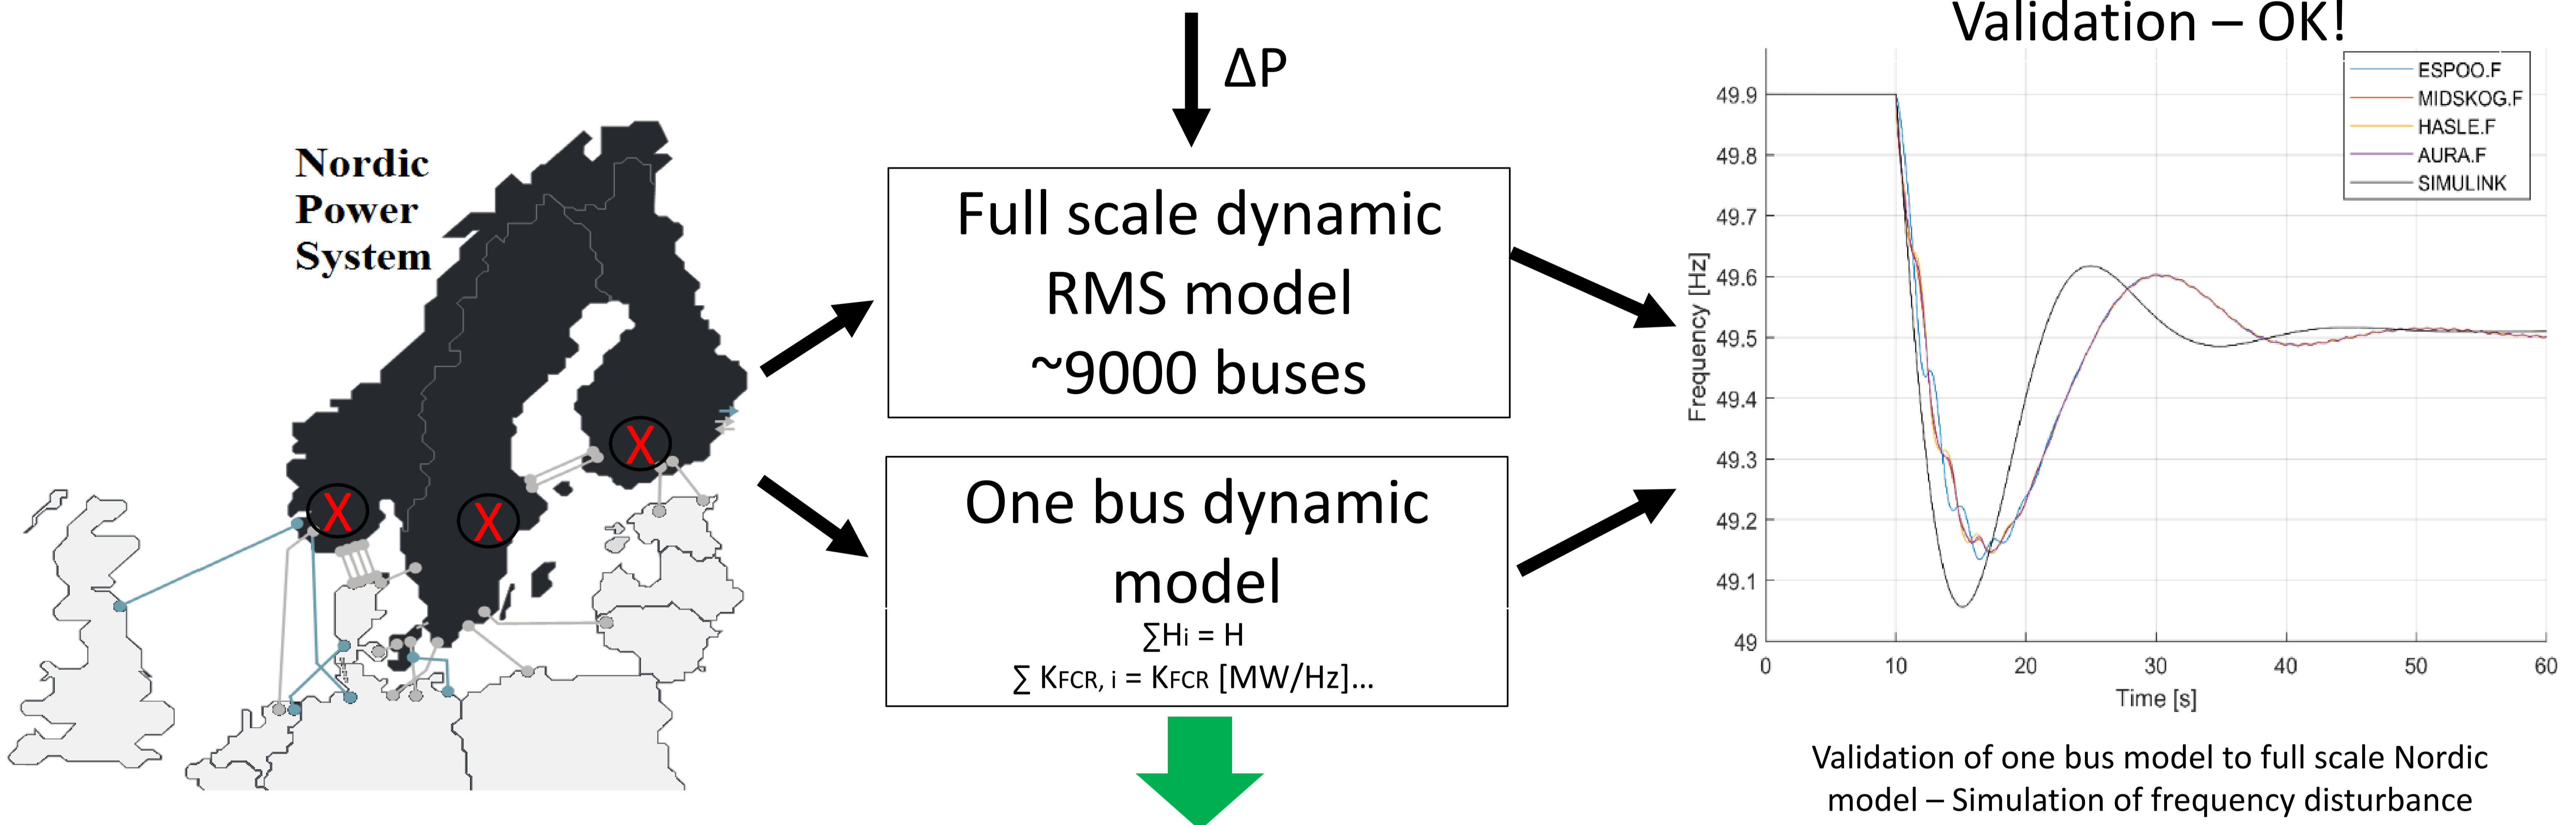 Nordic
Power
System
X
X
X
ΔP
Full scale dynamic
RMS model
~9000 buses
One bus dynamic
model
∑Hi = H
∑ KFCR, i = KFCR [MW/Hz]...
Validation – OK!
ESPOO.F
MIDSKOG.F
HASLE.F
AURA.F
SIMULINK
Frequency [Hz]
49.9
49.8
49.7
49.6
49.5
49.4
49.3
49.2
49.1
49
0 10 20 30 40 50 60
Time [s]
Validation of one bus model to full scale Nordic
model – Simulation of frequency disturbance